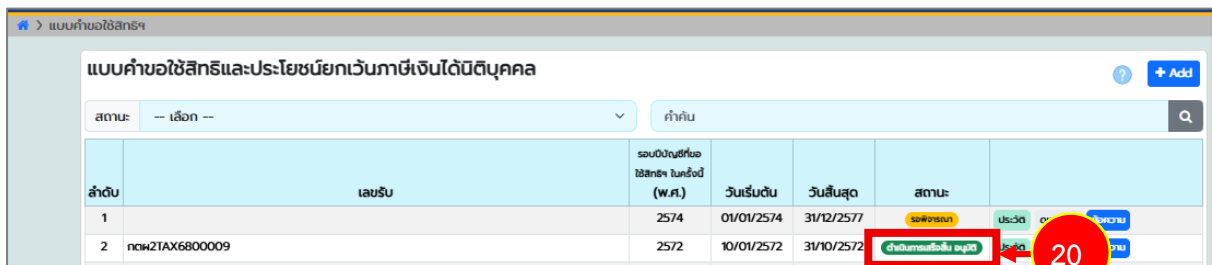 แบบคำขอใช้สิทธิฯ
แบบคำขอใช้สิทธิและประโยชน์ยกเว้นภาษีเงินได้นิติบุคคล
? + Add
สถานะ -- เลือก -- คำค้น
ลำดับ เลขรับ รอบปีบัญชีที่ขอ
ใช้สิทธิฯ ในครั้งนี้
(พ.ศ.) วันเริ่มต้น วันสิ้นสุด สถานะ
1 2574 01/01/2574 31/12/2577 รอพิจารณา ประวัติ
2 กตผ2TAX6800009 2572 10/01/2572 31/10/2572 ดำเนินการเสร็จสิ้น อนุมัติ
20